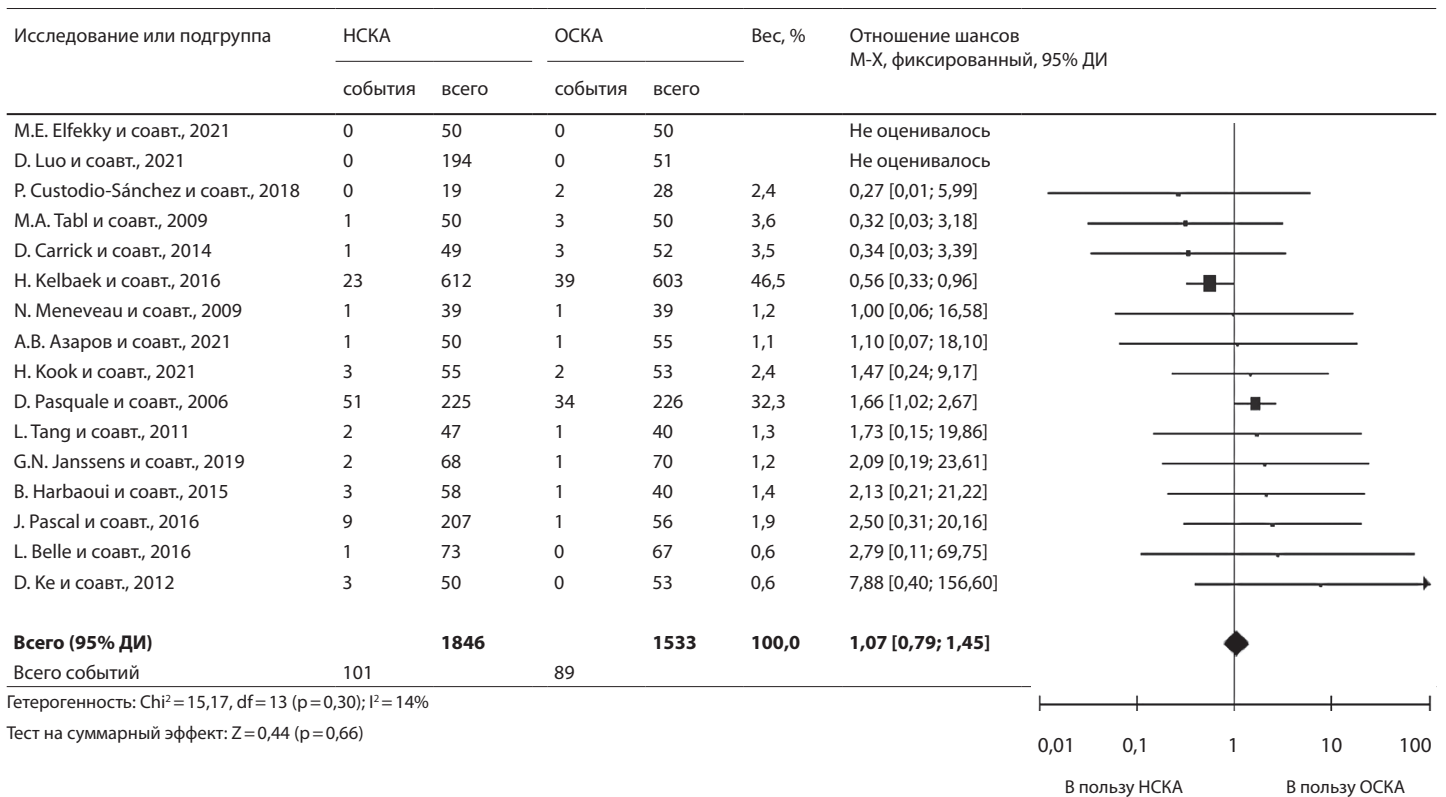 Исследование или подгруппа НСКА ОСКА Вес, % Отношение шансов
М-Х, фиксированный, 95% ДИ
события всего события всего
M.E. Elfekky и соавт., 2021 0 50 0 50 Не оценивалось
D. Luo и соавт., 2021 0 194 0 51 Не оценивалось
P. Custodio-Sánchez и соавт., 2018 0 19 2 28 2,4 0,27 [0,01; 5,99]
M.A. Tabl и соавт., 2009 1 50 3 50 3,6 0,32 [0,03; 3,18]
D. Carrick и соавт., 2014 1 49 3 52 3,5 0,34 [0,03; 3,39]
H. Kelbaek и соавт., 2016 23 612 39 603 46,5 0,56 [0,33; 0,96]
N. Meneveau и соавт., 2009 1 39 1 39 1,2 1,00 [0,06; 16,58]
А.В. Азаров и соавт., 2021 1 50 1 55 1,1 1,10 [0,07; 18,10]
H. Kook и соавт., 2021 3 55 2 53 2,4 1,47 [0,24; 9,17]
D. Pasquale и соавт., 2006 51 225 34 226 32,3 1,66 [1,02; 2,67]
L. Tang и соавт., 2011 2 47 1 40 1,3 1,73 [0,15; 19,86]
G.N. Janssens и соавт., 2019 2 68 1 70 1,2 2,09 [0,19; 23,61]
B. Harbaoui и соавт., 2015 3 58 1 40 1,4 2,13 [0,21; 21,22]
J. Pascal и соавт., 2016 9 207 1 56 1,9 2,50 [0,31; 20,16]
L. Belle и соавт., 2016 1 73 0 67 0,6 2,79 [0,11; 69,75]
D. Ke и соавт., 2012 3 50 0 53 0,6 7,88 [0,40; 156,60]
Всего (95% ДИ) 1846 1533 100,0 1,07 [0,79; 1,45]
Всего событий 101 89
Гетерогенность: Chi² = 15,17, df = 13 (p = 0,30); I² = 14%
Тест на суммарный эффект: Z = 0,44 (p = 0,66)
0,01 0,1 1 10 100
В пользу НСКА В пользу ОСКА